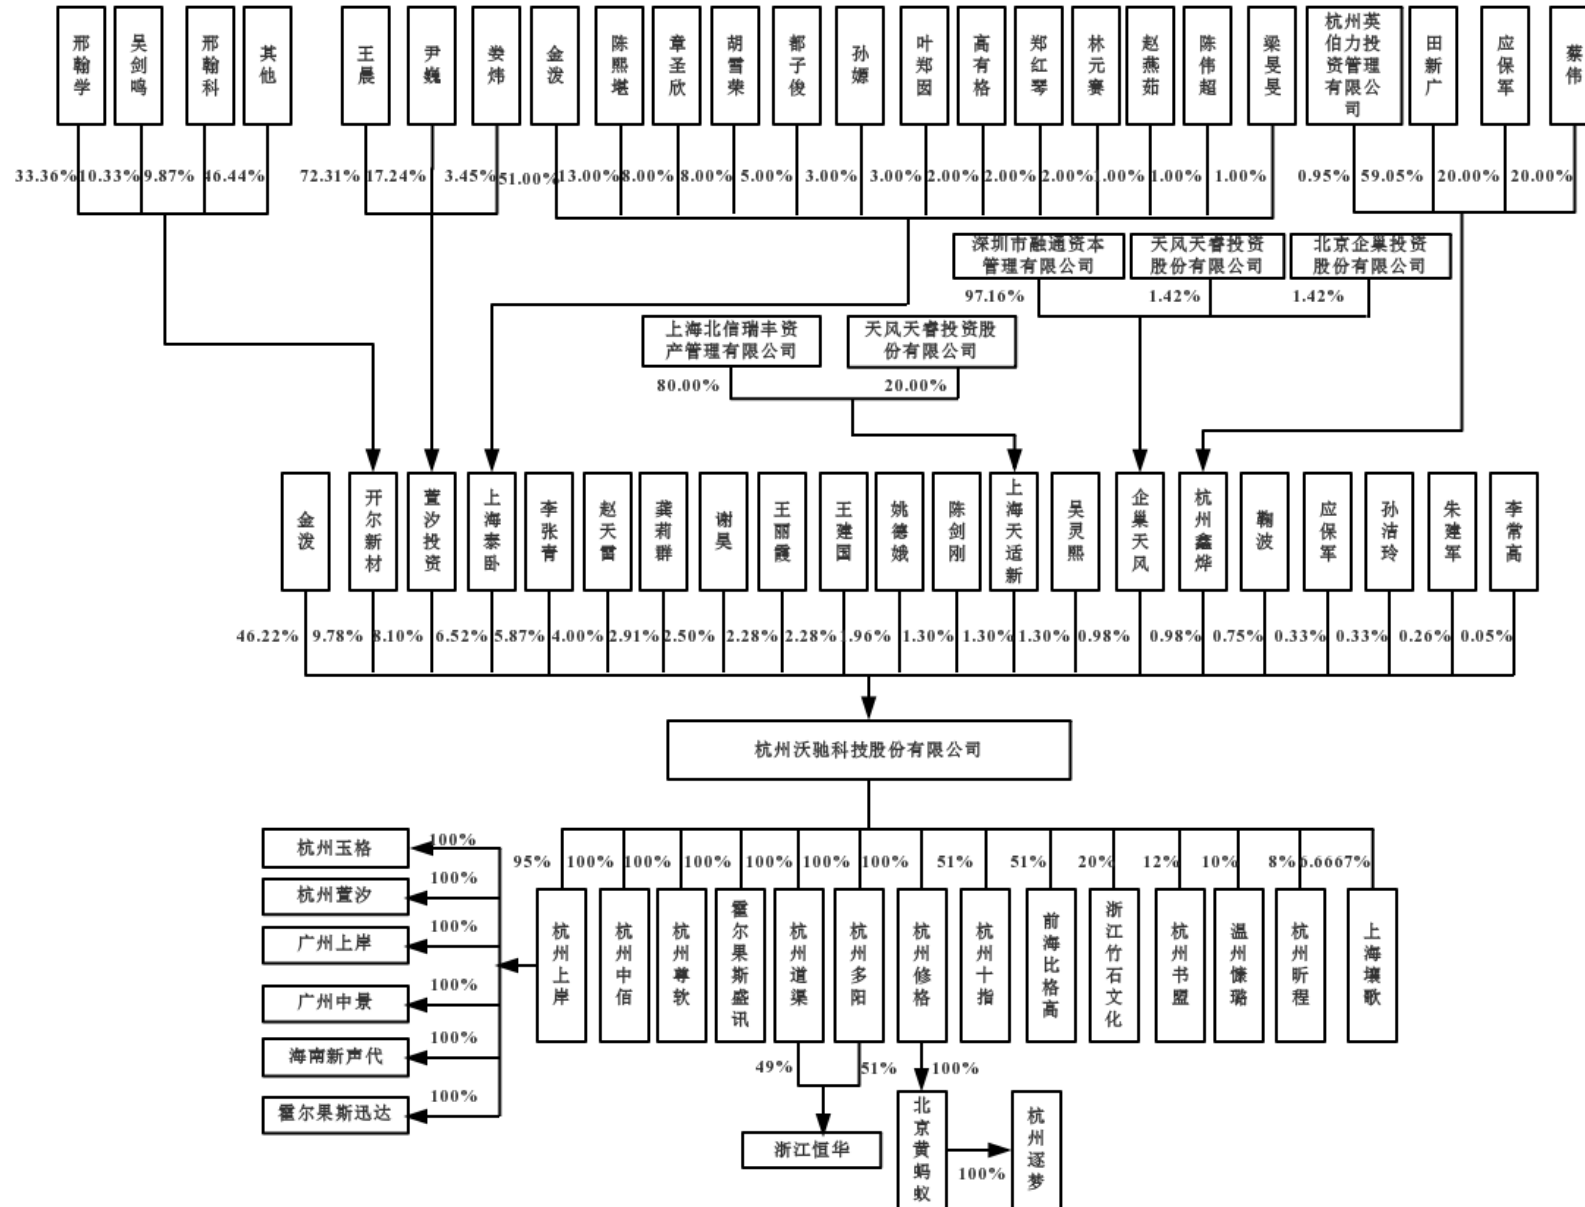 邢翰学
吴剑鸣
邢翰科
其他
王晨
尹巍
娄炜
金泼
陈熙堪
章圣欣
胡雪荣
都子俊
孙嫄
叶郑囡
高有格
郑红琴
林元赛
赵燕茹
陈伟超
梁旻旻
杭州英伯力投资管理有限公司
田新广
应保军
蔡伟
33.36%
10.33%
9.87%
46.44%
72.31%
17.24%
3.45%
51.00%
13.00%
8.00%
8.00%
5.00%
3.00%
3.00%
2.00%
2.00%
2.00%
1.00%
1.00%
1.00%
0.95%
59.05%
20.00%
20.00%
深圳市融通资本
管理有限公司
天风天睿投资
股份有限公司
北京企巢投资
股份有限公司
97.16%
1.42%
1.42%
上海北信瑞丰资
产管理有限公司
天风天睿投资股
份有限公司
80.00%
20.00%
金泼
开尔新材
萱汐投资
上海泰卧
李张青
赵天雷
龚莉群
谢昊
王丽霞
王建国
姚德娥
陈剑刚
上海天适新
吴灵熙
企巢天风
杭州鑫烨
鞠波
应保军
孙洁玲
朱建军
李常高
46.22%
9.78%
8.10%
6.52%
5.87%
4.00%
2.91%
2.50%
2.28%
2.28%
1.96%
1.30%
1.30%
1.30%
0.98%
0.98%
0.75%
0.33%
0.33%
0.26%
0.05%
杭州沃驰科技股份有限公司
95%
100%
100%
100%
100%
100%
100%
51%
51%
20%
12%
10%
8%
6.6667%
杭州玉格
100%
杭州萱汐
100%
广州上岸
100%
广州中景
100%
海南新声代
100%
霍尔果斯迅达
100%
杭州上岸
杭州中佰
杭州尊软
霍尔果斯盛讯
杭州道渠
杭州多阳
杭州修格
杭州十指
前海比格高
浙江竹石文化
杭州书盟
温州慷璐
杭州昕程
上海壤歌
49%
51%
100%
浙江恒华
北京黄蚂蚁
100%
杭州逐梦